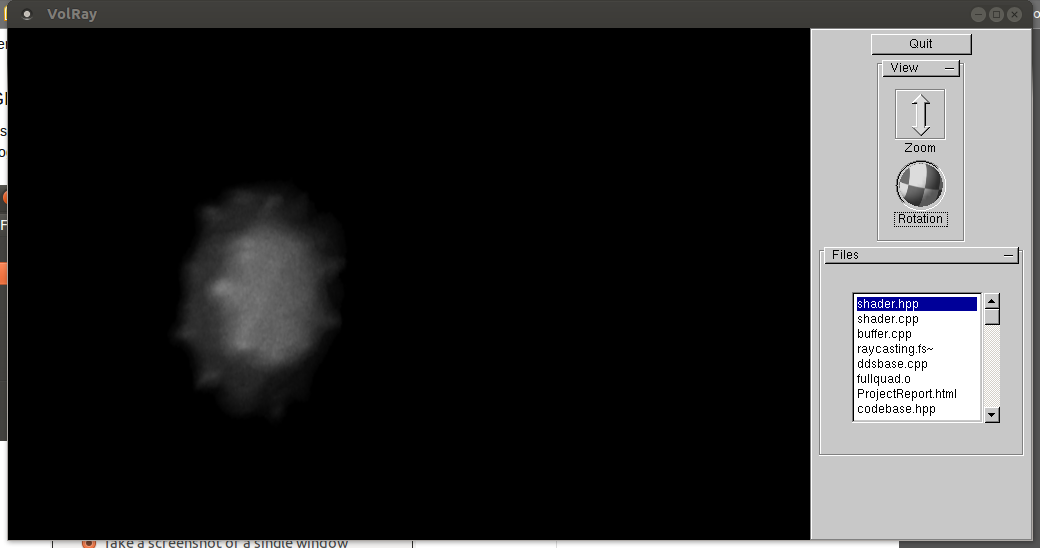 VolRay
Quit
View
Zoom
Rotation
Files
shader.hpp
shader.cpp
buffer.cpp
raycasting.fs~
ddsbase.cpp
fullquad.o
ProjectReport.html
codebase.hpp
Take a screenshot of a single window